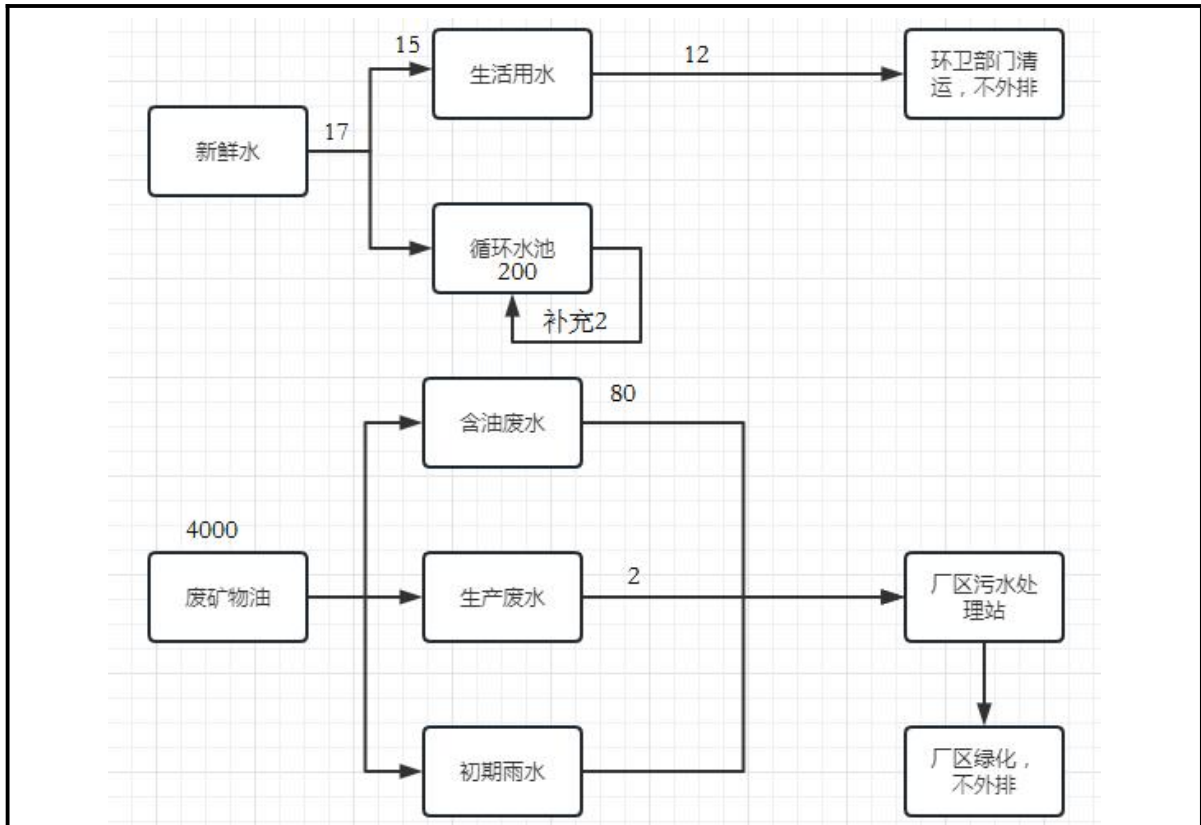 15
生活用水
12
环卫部门清
运，不外排
新鲜水
17
循环水池
200
补充2
含油废水
80
4000
废矿物油
生产废水
2
厂区污水处
理站
初期雨水
厂区绿化，
不外排